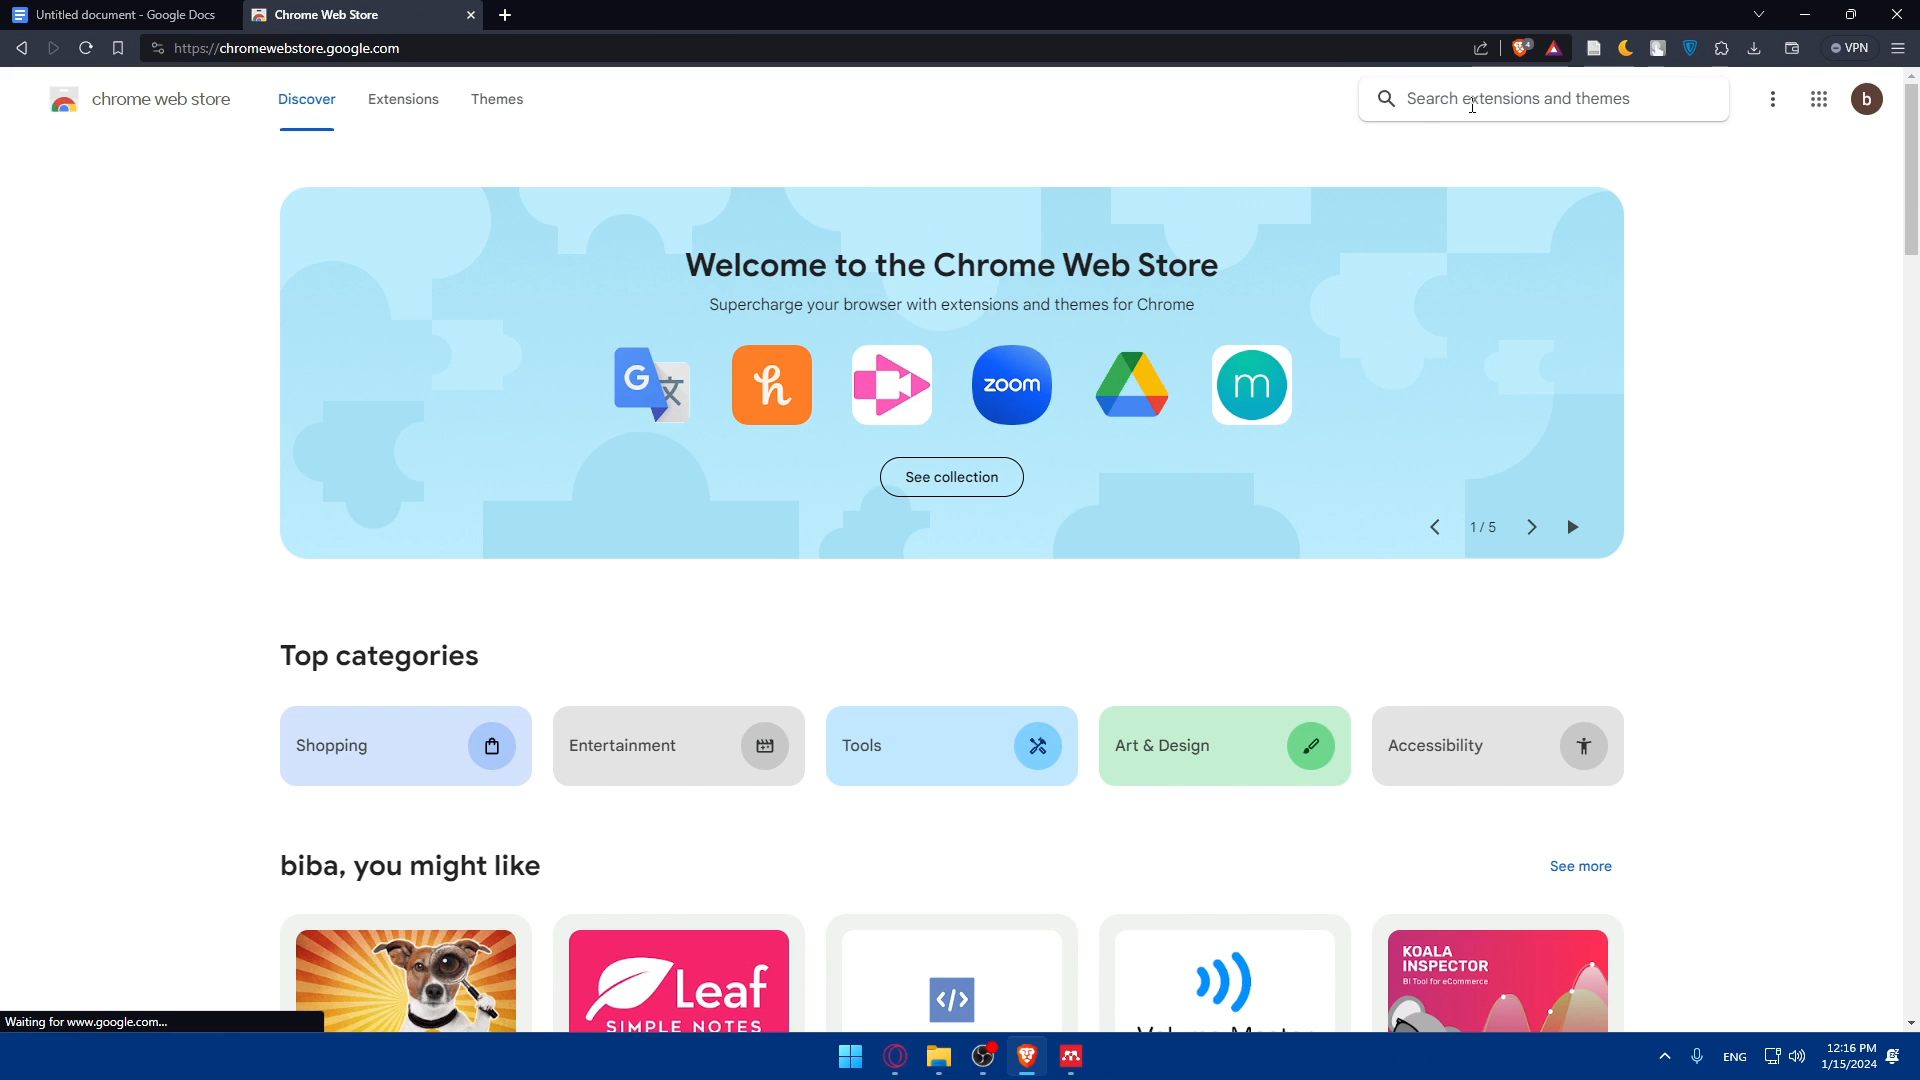 Untitled document - Google Docs
Chrome Web Store
https://chromewebstore.google.com
4
VPN
chrome web store
Discover
Extensions
Themes
Search extensions and themes
b
Welcome to the Chrome Web Store
Supercharge your browser with extensions and themes for Chrome
G
h
zoom
m
See collection
1 / 5
Top categories
Shopping
Entertainment
Tools
Art & Design
Accessibility
biba, you might like
See more
Leaf
SIMPLE NOTES
</>
KOALA
INSPECTOR
BI Tool for eCommerce
Waiting for www.google.com...
ENG
12:16 PM
1/15/2024